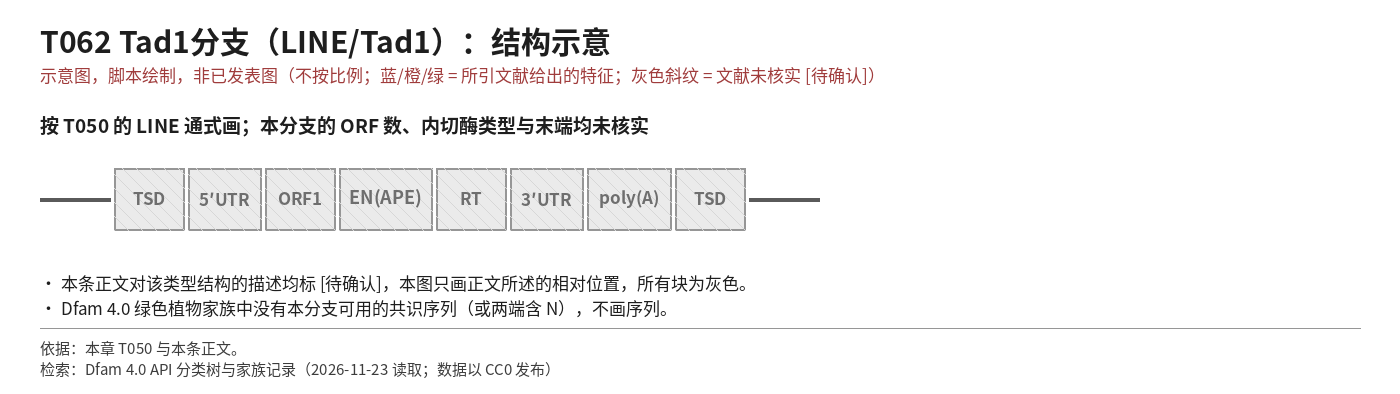 T062 Tad1分支（LINE/Tad1）：结构示意
示意图，脚本绘制，非已发表图（不按比例；蓝/橙/绿 = 所引文献给出的特征；灰色斜纹 = 文献未核实 [待确认]）
按 T050 的 LINE 通式画；本分支的 ORF 数、内切酶类型与末端均未核实
TSD 5′UTR ORF1 EN(APE) RT 3′UTR poly(A) TSD
· 本条正文对该类型结构的描述均标 [待确认]，本图只画正文所述的相对位置，所有块为灰色。
· Dfam 4.0 绿色植物家族中没有本分支可用的共识序列（或两端含 N），不画序列。
依据：本章 T050 与本条正文。
检索：Dfam 4.0 API 分类树与家族记录（2026-11-23 读取；数据以 CC0 发布）